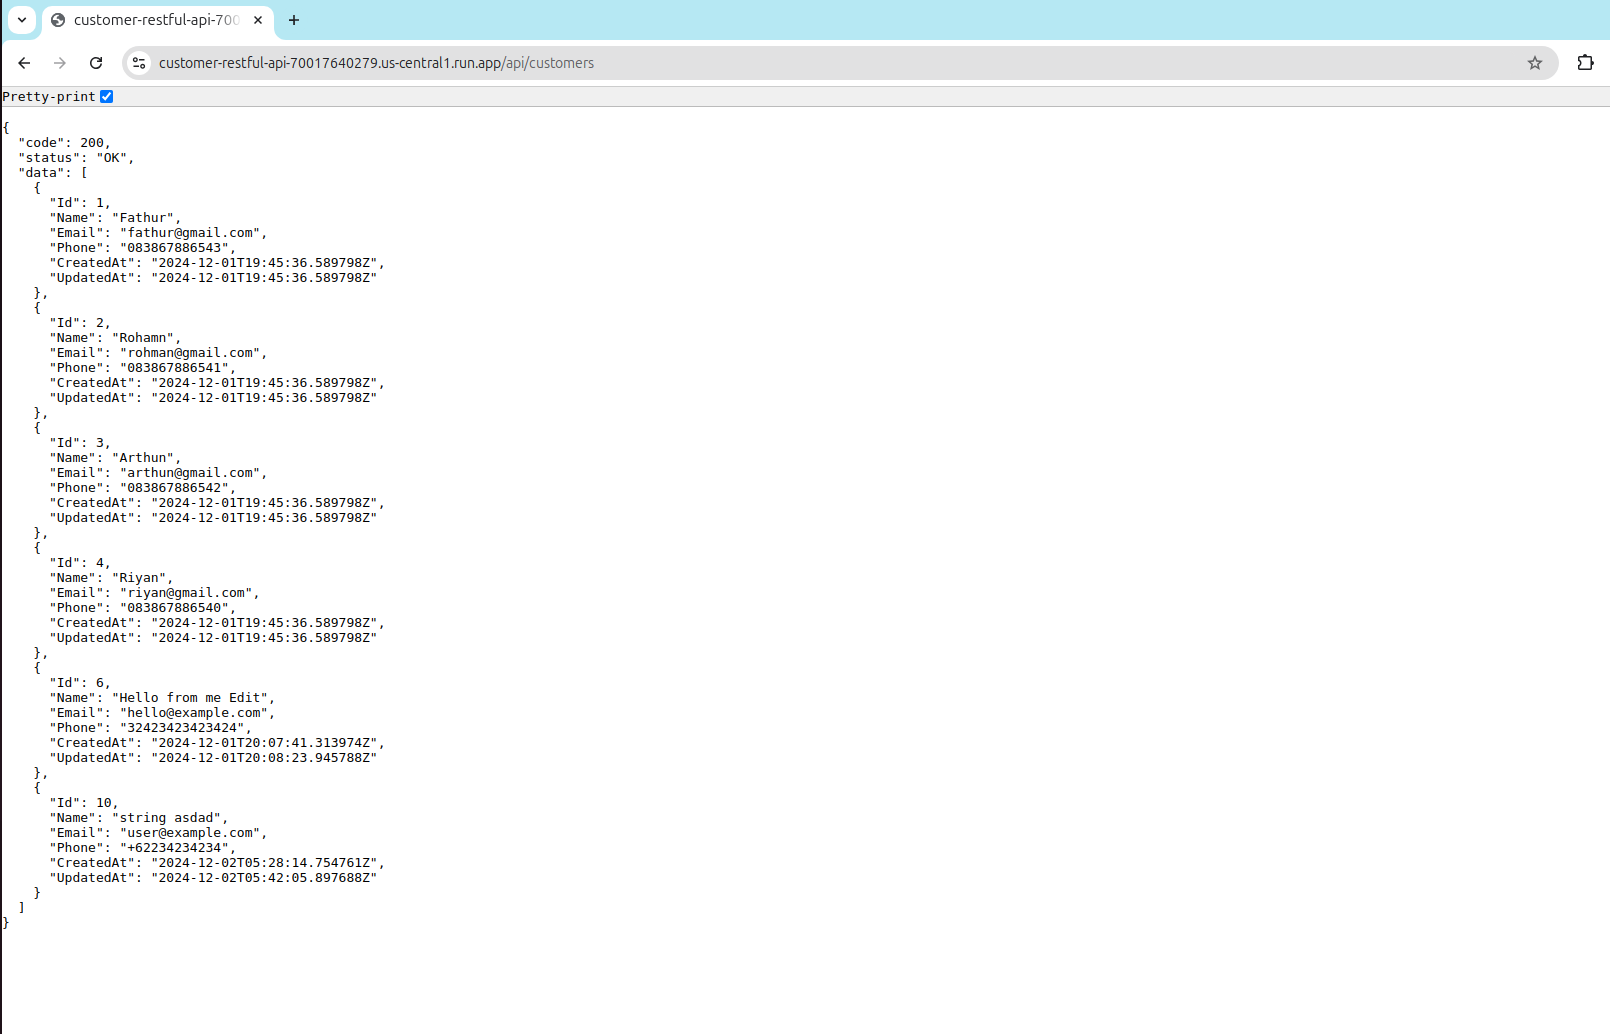 customer-restful-api-700
customer-restful-api-70017640279.us-central1.run.app/api/customers
Pretty-print
{
  "code": 200,
  "status": "OK",
  "data": [
    {
      "Id": 1,
      "Name": "Fathur",
      "Email": "fathur@gmail.com",
      "Phone": "083867886543",
      "CreatedAt": "2024-12-01T19:45:36.589798Z",
      "UpdatedAt": "2024-12-01T19:45:36.589798Z"
    },
    {
      "Id": 2,
      "Name": "Rohamn",
      "Email": "rohman@gmail.com",
      "Phone": "083867886541",
      "CreatedAt": "2024-12-01T19:45:36.589798Z",
      "UpdatedAt": "2024-12-01T19:45:36.589798Z"
    },
    {
      "Id": 3,
      "Name": "Arthun",
      "Email": "arthun@gmail.com",
      "Phone": "083867886542",
      "CreatedAt": "2024-12-01T19:45:36.589798Z",
      "UpdatedAt": "2024-12-01T19:45:36.589798Z"
    },
    {
      "Id": 4,
      "Name": "Riyan",
      "Email": "riyan@gmail.com",
      "Phone": "083867886540",
      "CreatedAt": "2024-12-01T19:45:36.589798Z",
      "UpdatedAt": "2024-12-01T19:45:36.589798Z"
    },
    {
      "Id": 6,
      "Name": "Hello from me Edit",
      "Email": "hello@example.com",
      "Phone": "32423423423424",
      "CreatedAt": "2024-12-01T20:07:41.313974Z",
      "UpdatedAt": "2024-12-01T20:08:23.945788Z"
    },
    {
      "Id": 10,
      "Name": "string asdad",
      "Email": "user@example.com",
      "Phone": "+62234234234",
      "CreatedAt": "2024-12-02T05:28:14.754761Z",
      "UpdatedAt": "2024-12-02T05:42:05.897688Z"
    }
  ]
}